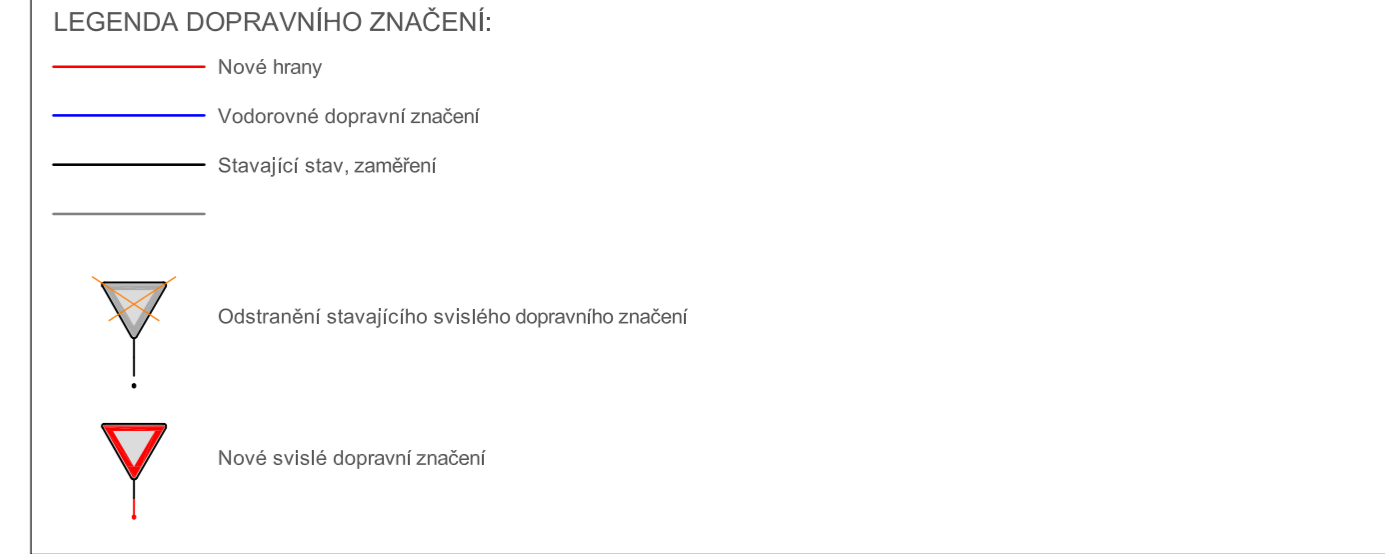 LEGENDA DOPRAVNÍHO ZNAČENÍ:
Nové hrany
Vodorovné dopravní značení
Stavající stav, zaměření
Odstranění stavajícího svislého dopravního značení
Nové svislé dopravní značení